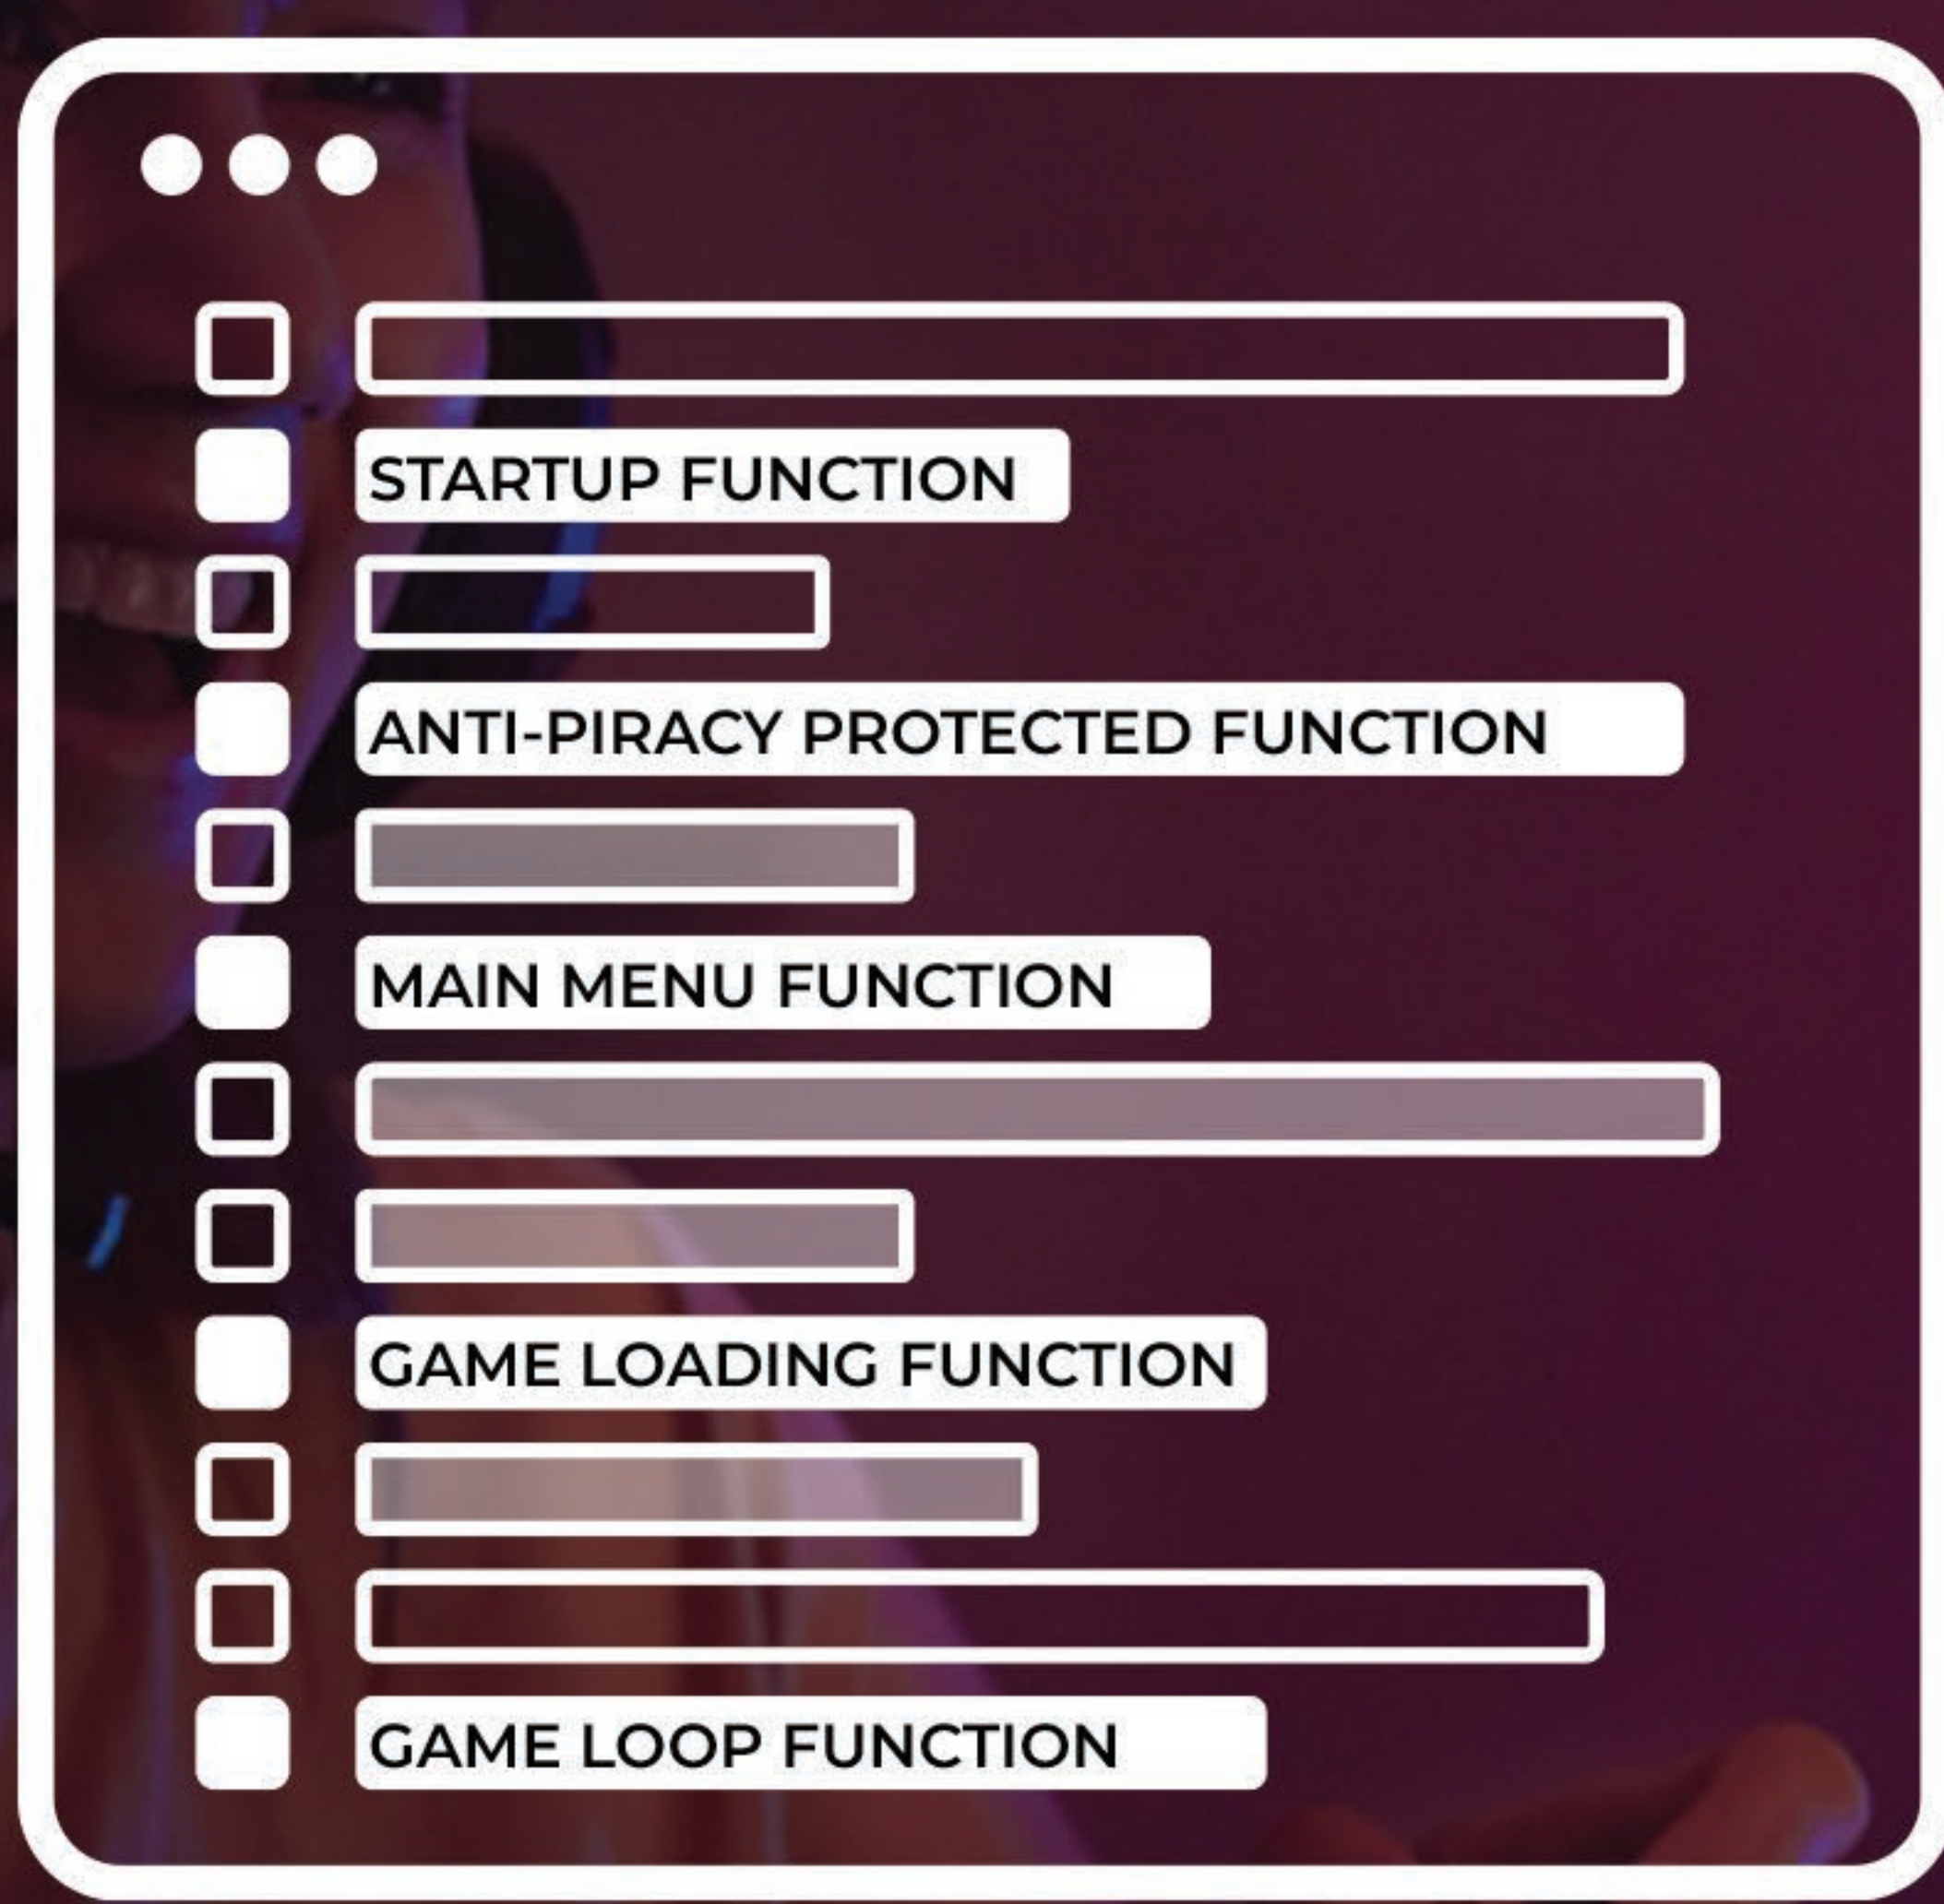 STARTUP FUNCTION
ANTI-PIRACY PROTECTED FUNCTION
MAIN MENU FUNCTION
GAME LOADING FUNCTION
GAME LOOP FUNCTION